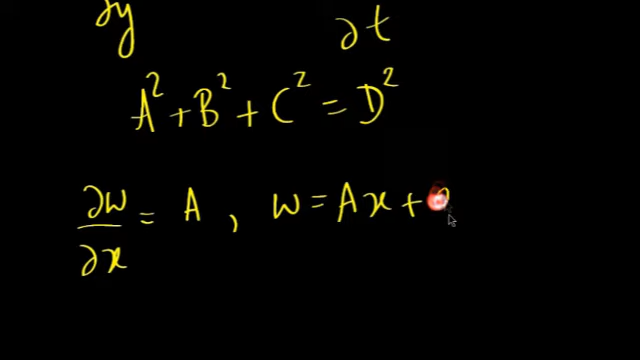 ∂y ∂t
A² + B² + C² = D²
∂w/∂x = A , w = Ax +